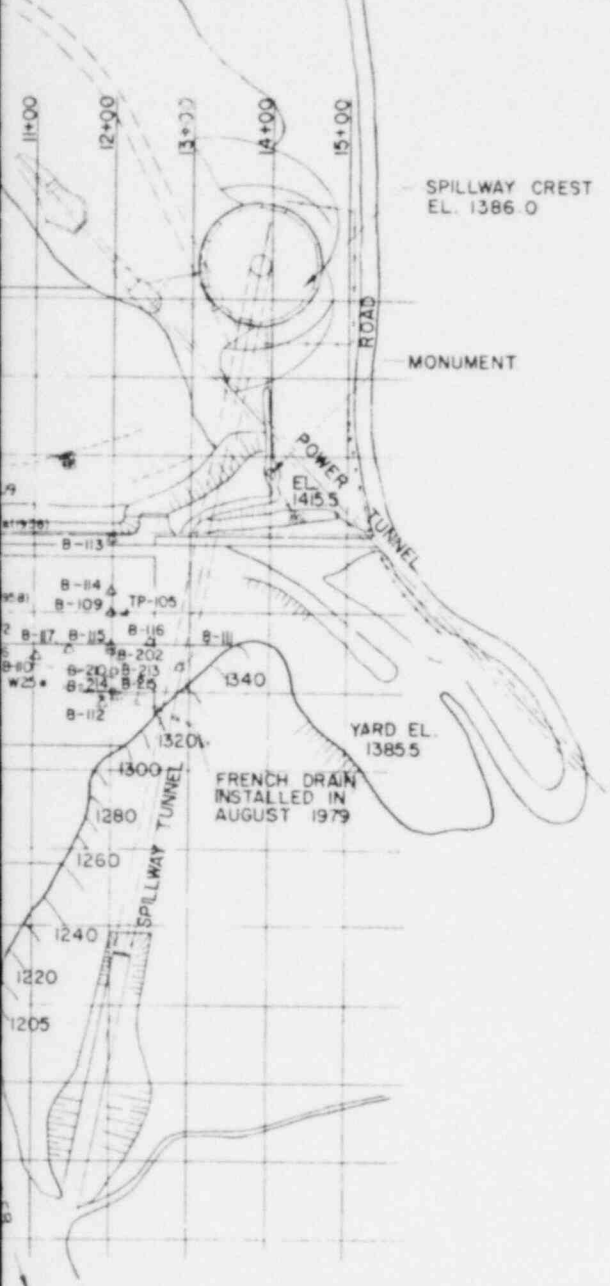 11+00
12+00
13+00
14+00
15+00
SPILLWAY CREST
EL. 1386.0
ROAD
MONUMENT
POWER TUNNEL
EL.
1415.5
B-113
B-114
B-109
TP-105
B-117
B-115
B-116
B-111
B-202
B-110
B-210
B-213
W25
B-214
B-215
B-112
1340
1320
YARD EL.
1385.5
1300
FRENCH DRAIN
INSTALLED IN
AUGUST 1979
1280
1260
SPILLWAY TUNNEL
1240
1220
1205